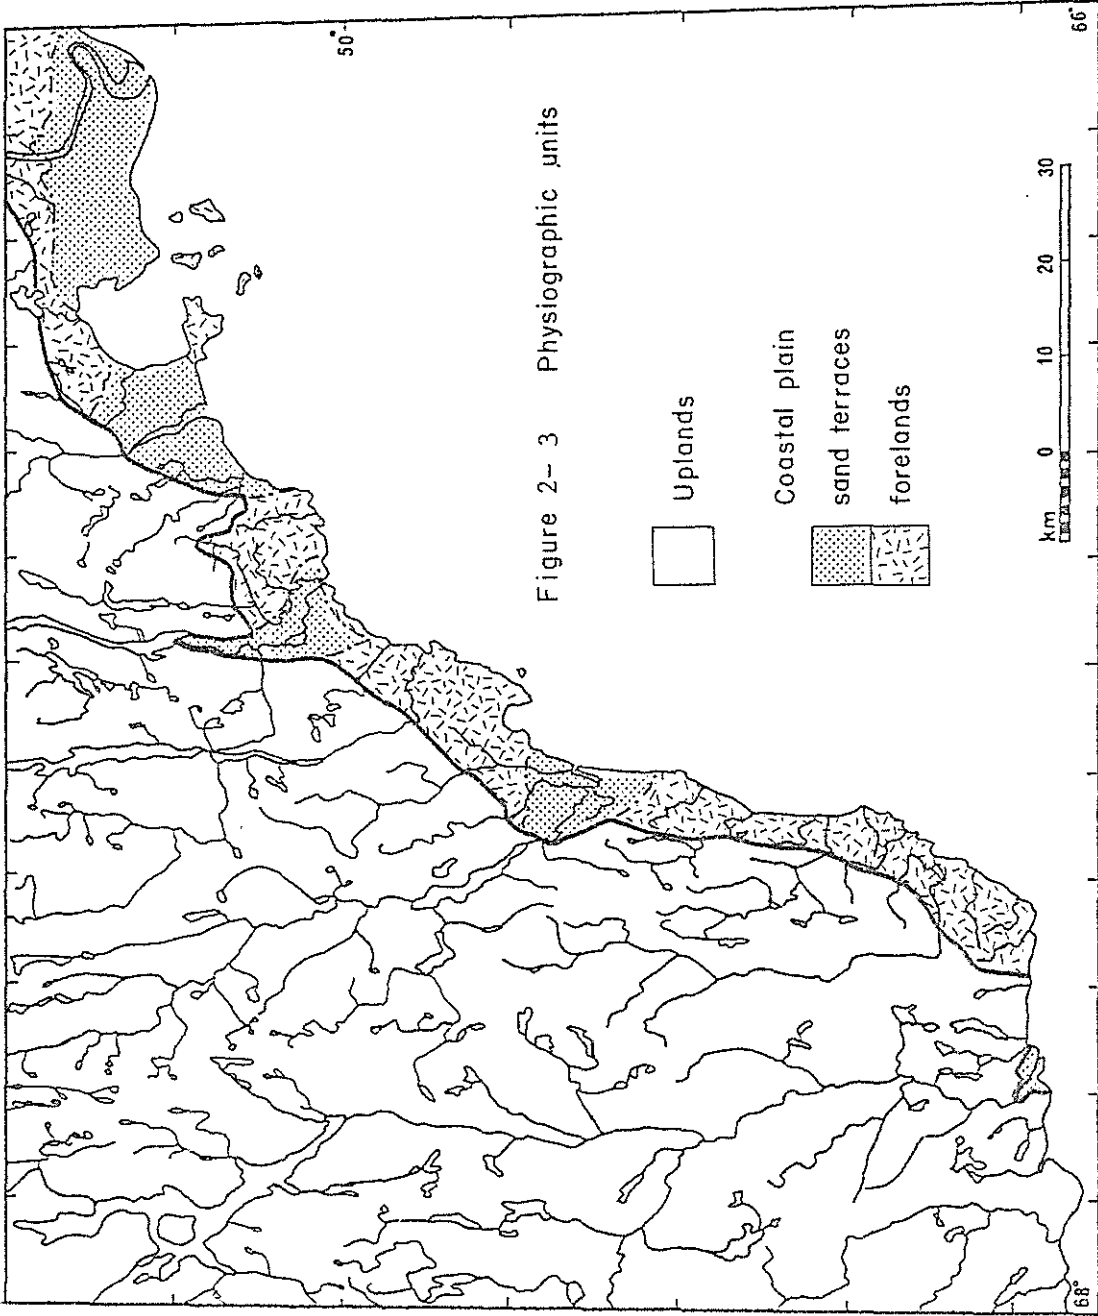 50°
Figure 2-3 Physiographic units
Uplands
Coastal plain
sand terraces
forelands
km 0 10 20 30
68° 66°